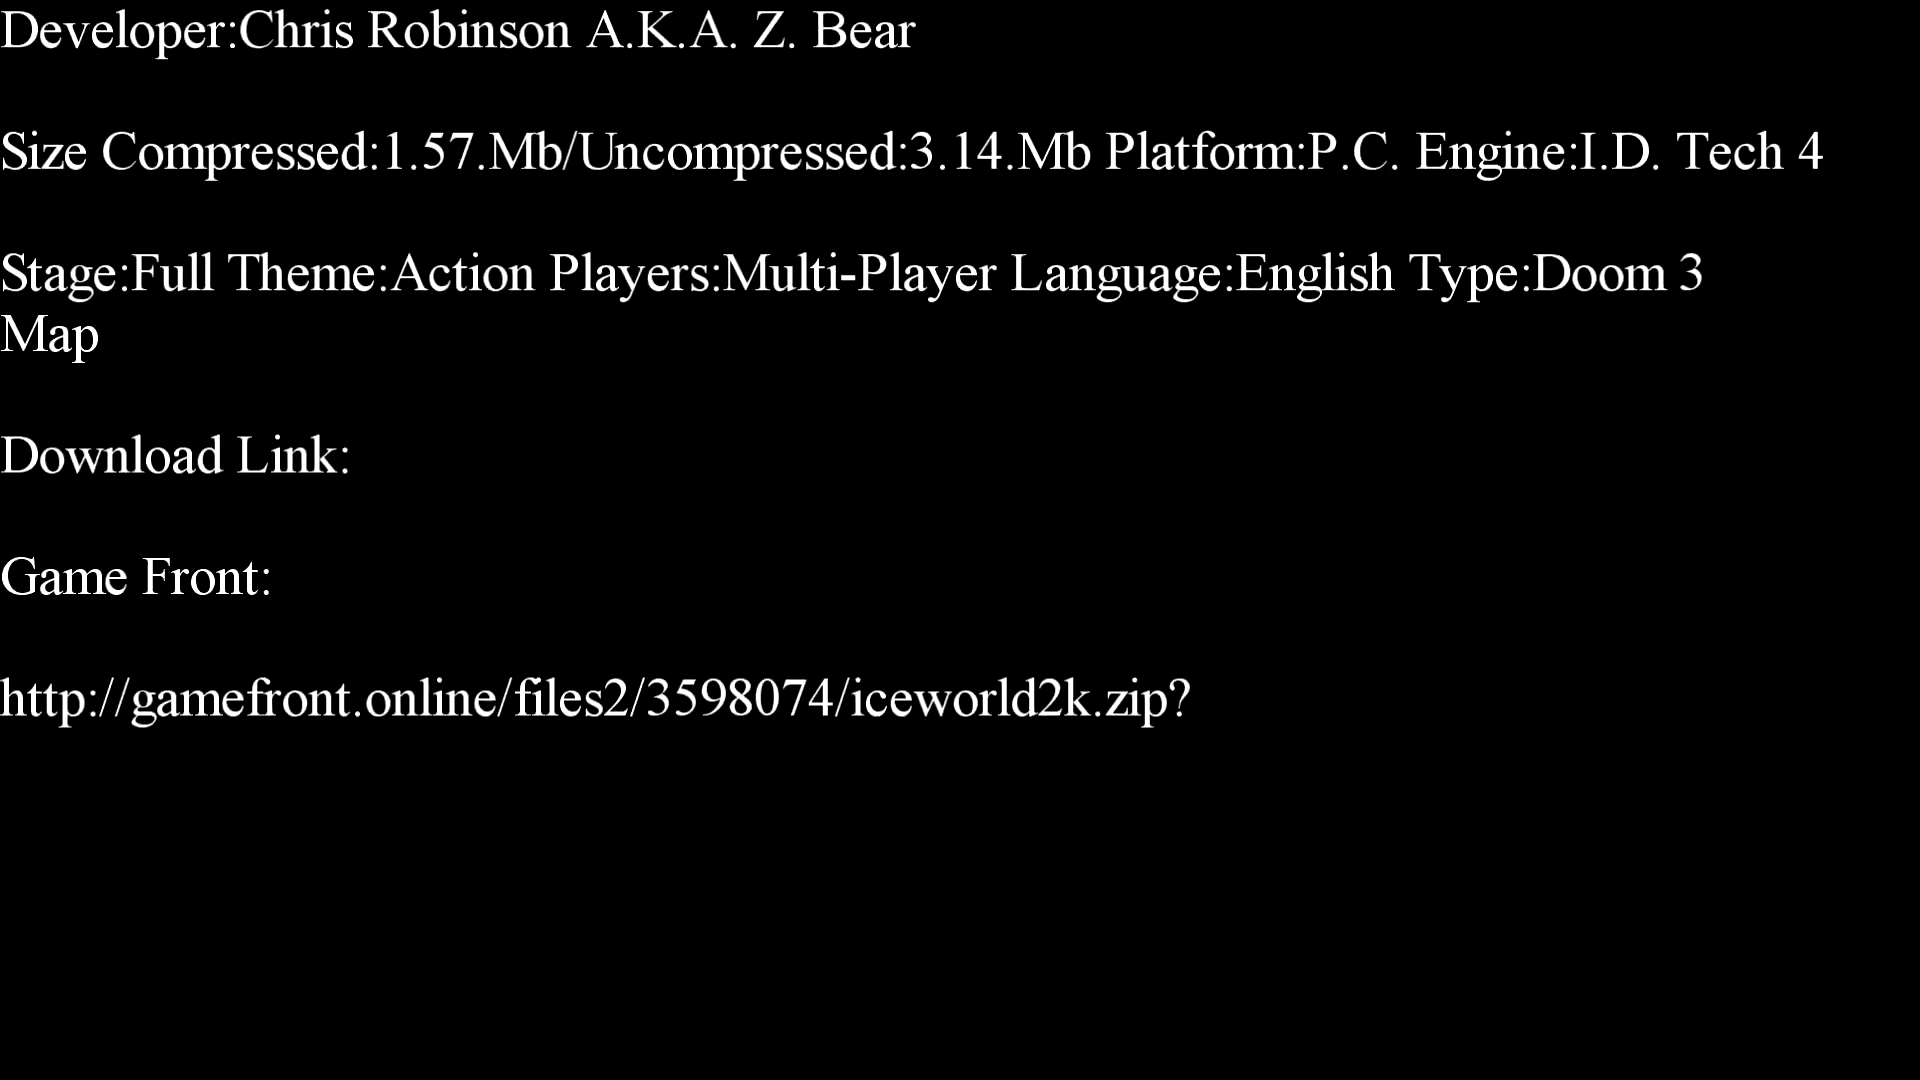 Developer:Chris Robinson A.K.A. Z. Bear
Size Compressed:1.57.Mb/Uncompressed:3.14.Mb Platform:P.C. Engine:I.D. Tech 4
Stage:Full Theme:Action Players:Multi-Player Language:English Type:Doom 3
Map
Download Link:
Game Front:
http://gamefront.online/files2/3598074/iceworld2k.zip?